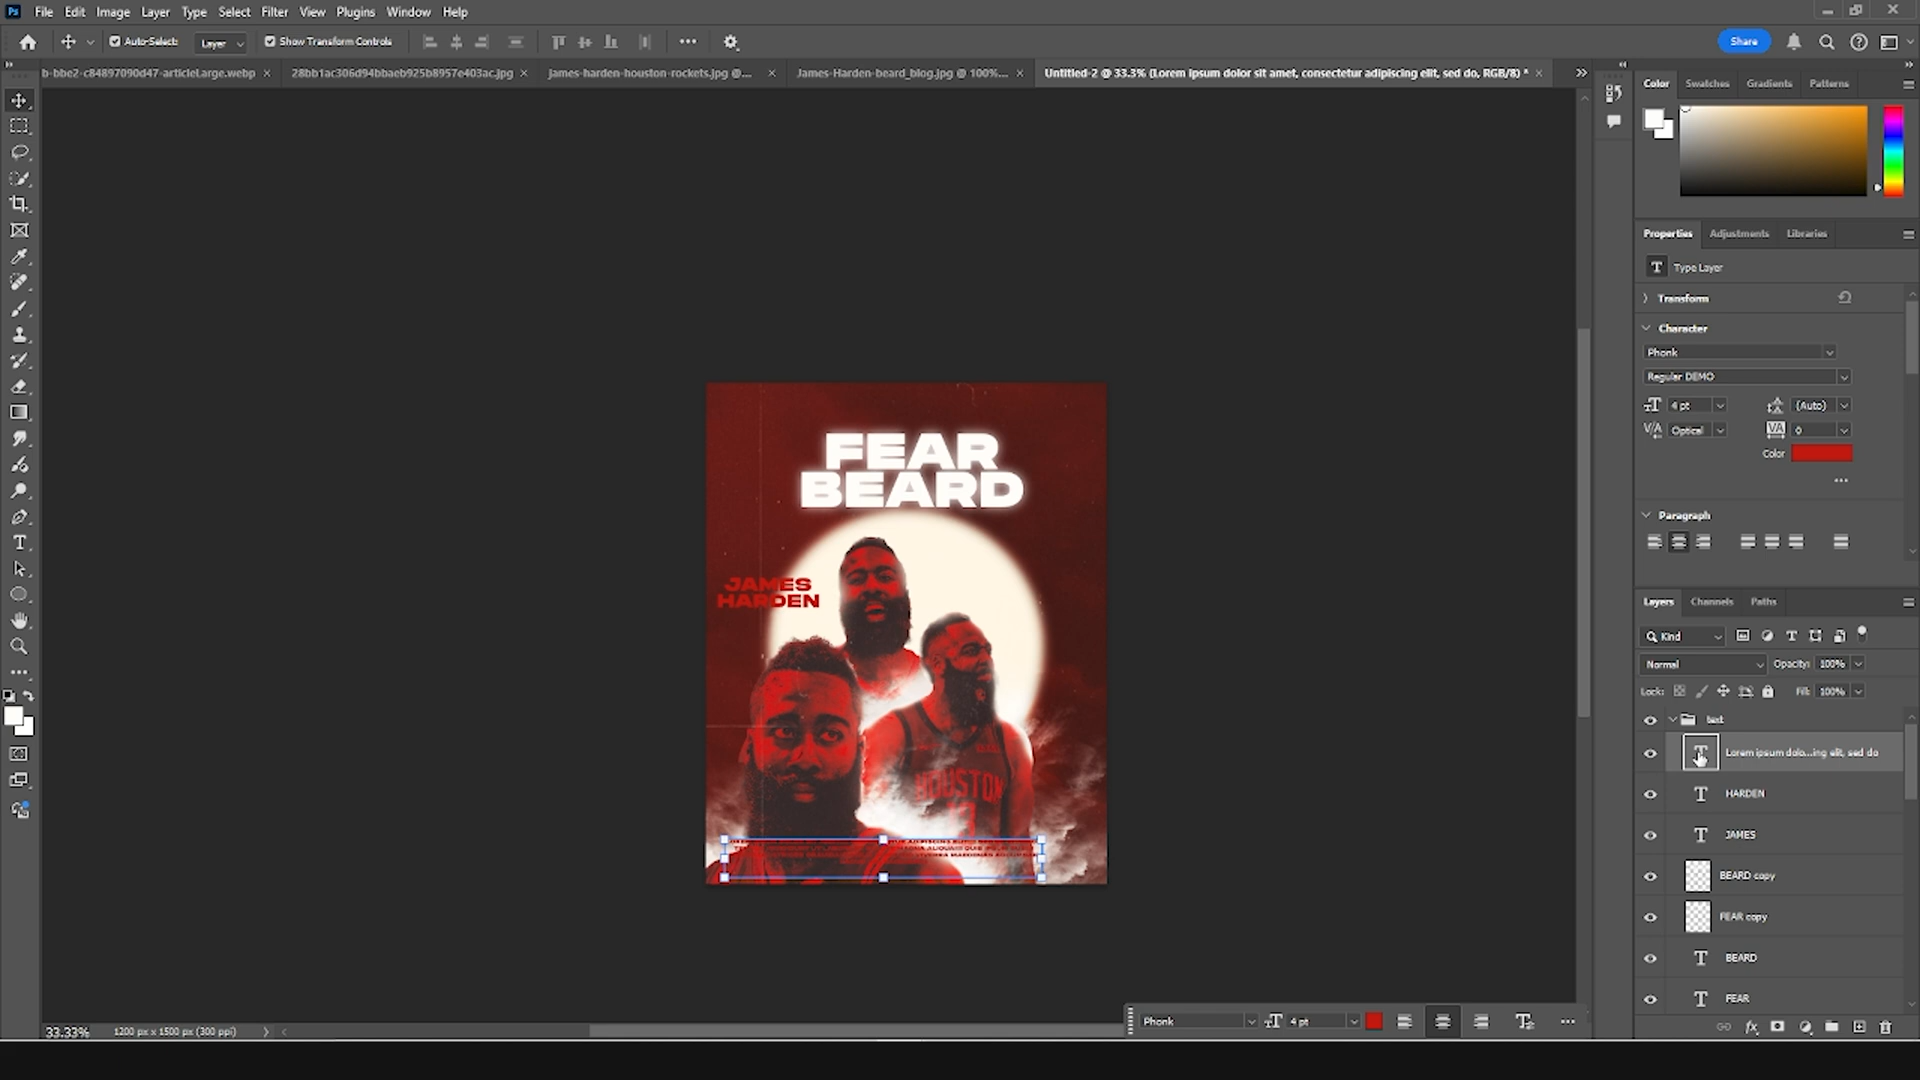 Ps File Edit Image Layer Type Select Filter View Plugins Window Help
Auto-Select: Layer Show Transform Controls Share
b-bbe2-c84897090d47-articleLarge.webp × 28bb1ac306d94bbaeb925b8957e403ac.jpg × James-harden-houston-rockets.jpg @... × James-Harden-beard_blog.jpg @ 100%... × Untitled-2 @ 33.3% (Lorem ipsum dolor sit amet, consectetur adipiscing elit, sed do, RGB/8) * ×
Color Swatches Gradients Patterns
Properties Adjustments Libraries
Type Layer
Transform
Character
Phonk
Regular DEMO
4 pt (Auto)
Optical 0
Color
Paragraph
Layers Channels Paths
Kind
Normal Opacity: 100%
Lock: Fill: 100%
text
Lorem ipsum dolo...ing elit, sed do
HARDEN
JAMES
BEARD copy
FEAR copy
BEARD
FEAR
FEAR
BEARD
JAMES
HARDEN
HOUSTON
13
33.33% 1200 px x 1500 px (300 ppi)
Phonk 4 pt